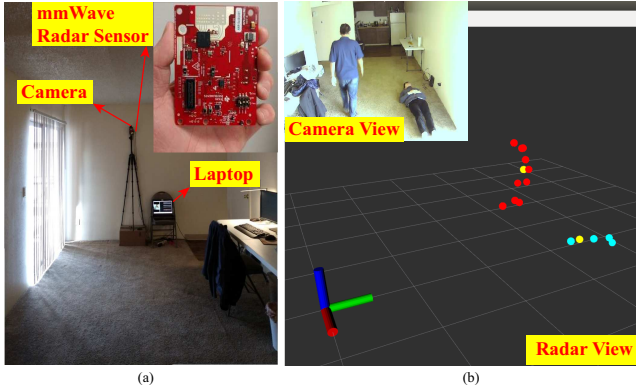 mmWave
Radar Sensor
Camera
Laptop
Camera View
Radar View
(a)
(b)